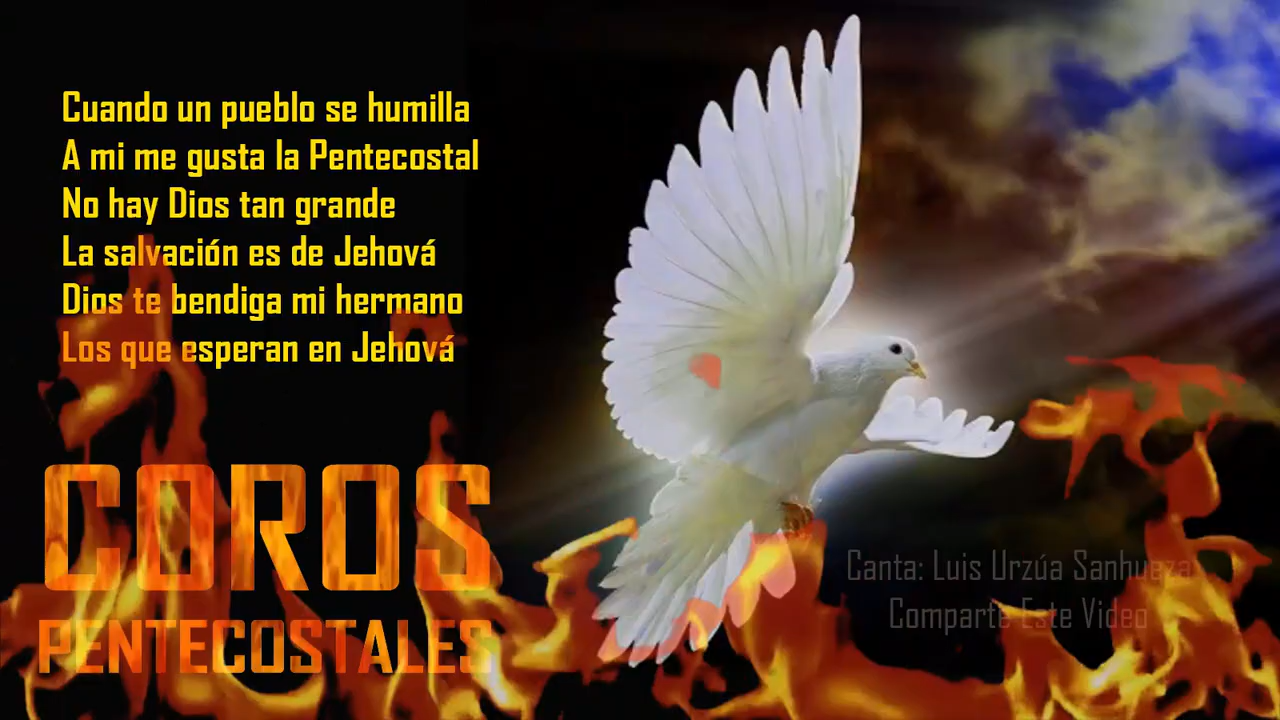 Cuando un pueblo se humilla
A mi me gusta la Pentecostal
No hay Dios tan grande
La salvación es de Jehová
Dios te bendiga mi hermano
Los que esperan en Jehová
COROS
PENTECOSTALES
Canta: Luis Urzúa Sanhueza
Comparte Este Video